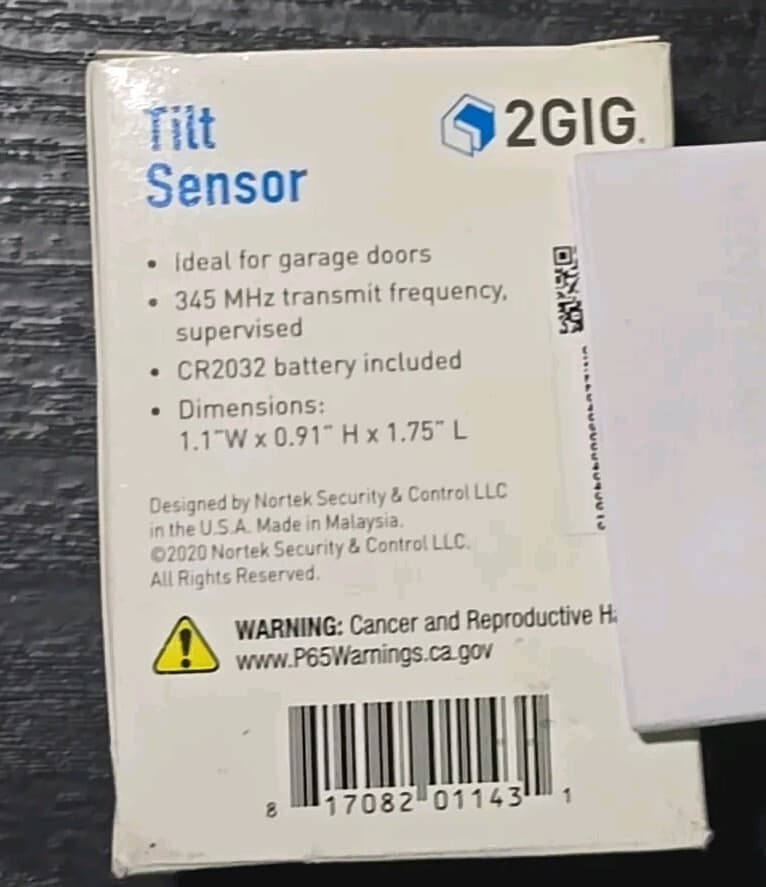 Tilt
Sensor
2GIG
• Ideal for garage doors
• 345 MHz transmit frequency,
supervised
• CR2032 battery included
• Dimensions:
1.1"W x 0.91" H x 1.75" L
Designed by Nortek Security & Control LLC
in the U.S.A. Made in Malaysia.
©2020 Nortek Security & Control LLC.
All Rights Reserved.
WARNING: Cancer and Reproductive
www.P65Warnings.ca.gov
8 17082 01143 1